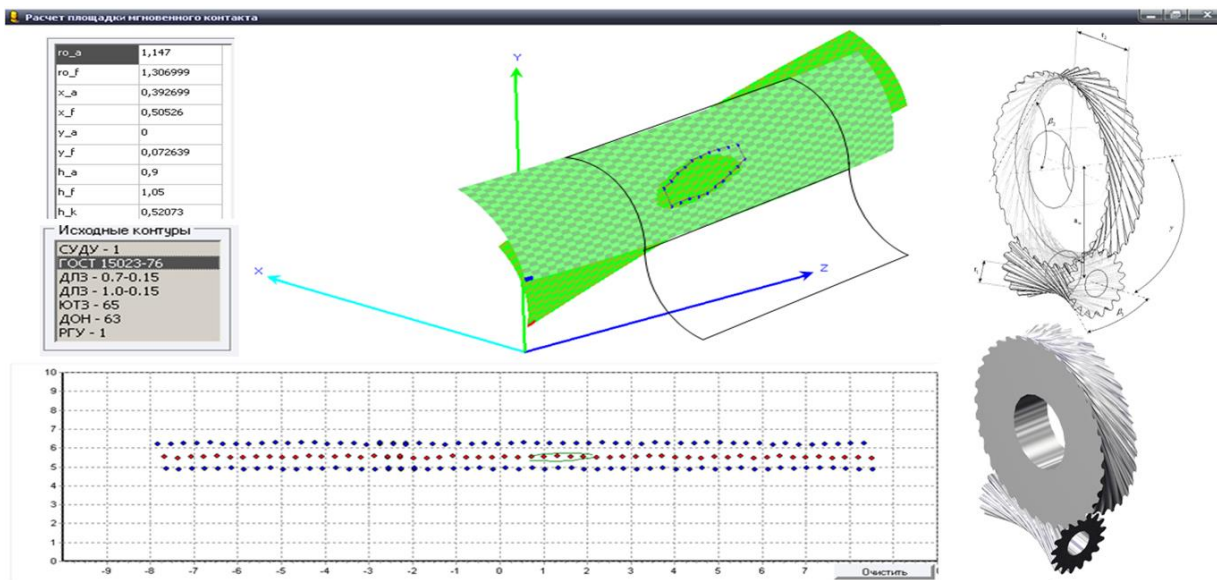 Расчет площадки мгновенного контакта
ro_a 1,147
ro_f 1,306999
x_a 0,392699
x_f 0,50526
y_a 0
y_f 0,072639
h_a 0,9
h_f 1,05
h_k 0,52073
Исходные контуры
СУДУ - 1
ГОСТ 15023-76
ДЛЗ - 0.7-0.15
ДЛЗ - 1.0-0.15
ЮТЗ - 65
ДОН - 63
РГУ - 1
Y
X
Z
10
9
8
7
6
5
4
3
2
1
0
-9 -8 -7 -6 -5 -4 -3 -2 -1 0 1 2 3 4 5 6 7
Очистить